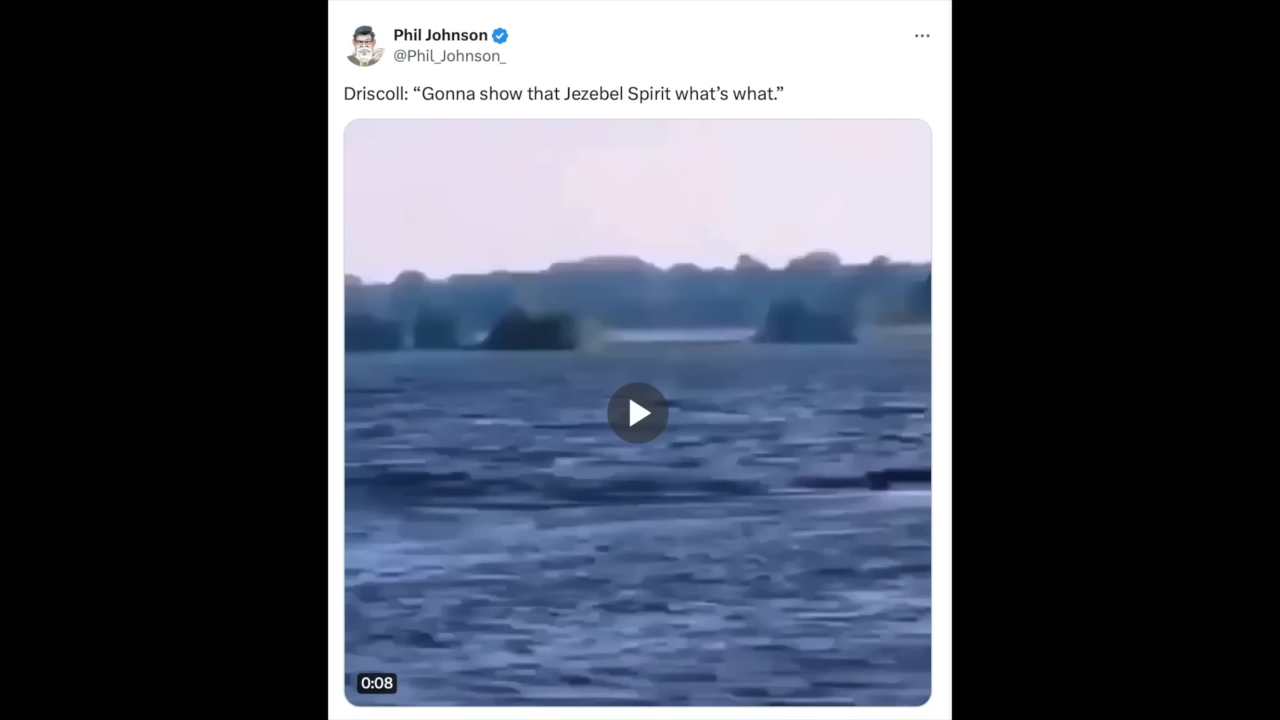 Phil Johnson
@Phil_Johnson_
Driscoll: “Gonna show that Jezebel Spirit what’s what.”
0:08